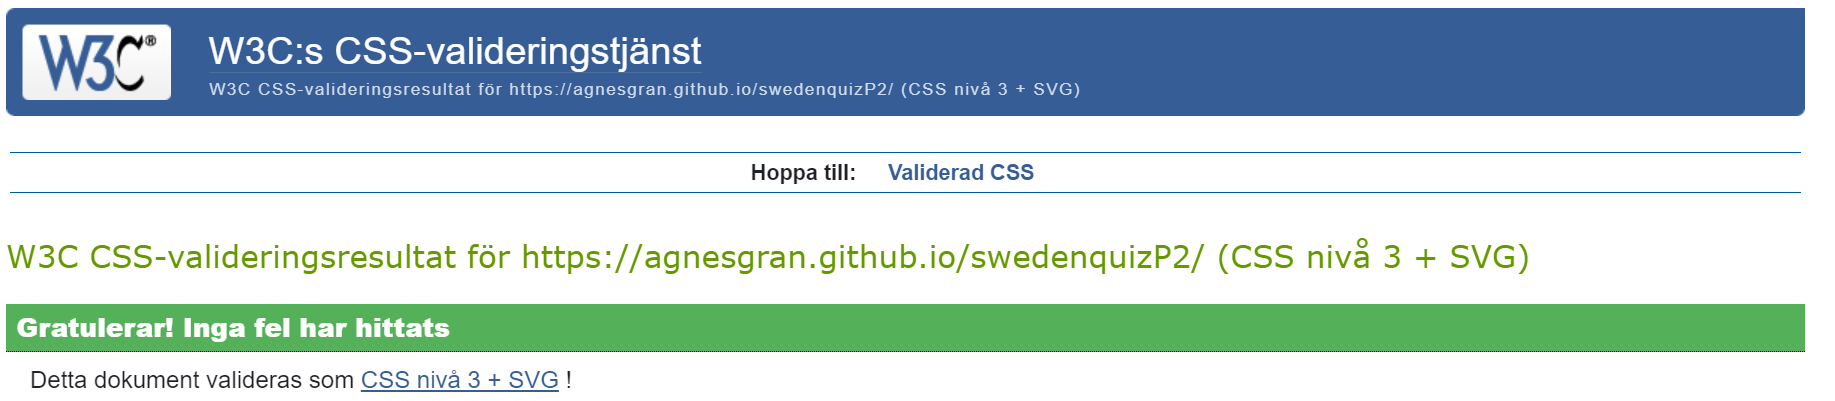 W3C®
W3C:s CSS-valideringstjänst
W3C CSS-valideringsresultat för https://agnesgran.github.io/swedenquizP2/ (CSS nivå 3 + SVG)
Hoppa till: Validerad CSS
W3C CSS-valideringsresultat för https://agnesgran.github.io/swedenquizP2/ (CSS nivå 3 + SVG)
Gratulerar! Inga fel har hittats
Detta dokument valideras som CSS nivå 3 + SVG !